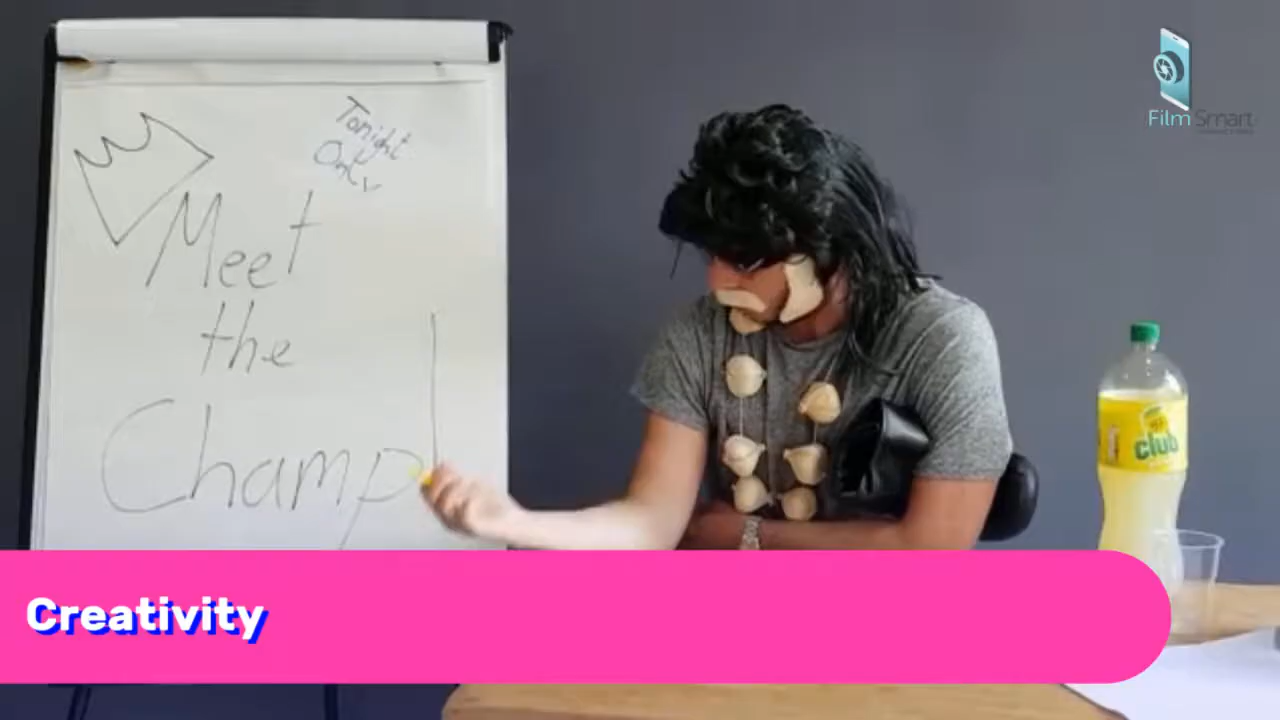 Tonight
Only
Meet
the
Champ!
Film Smart
club
Creativity